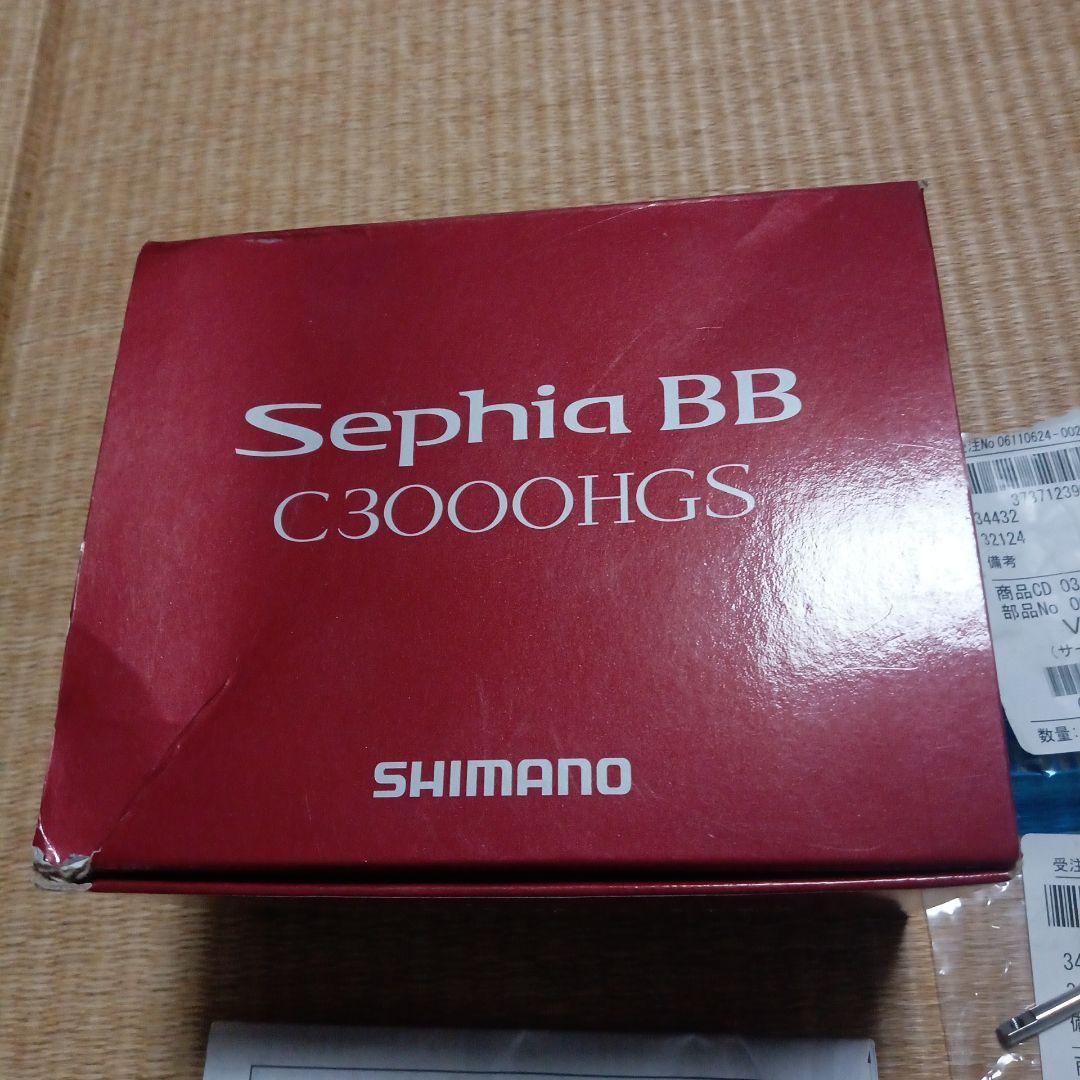 Sephia BB
C3000HGS
SHIMANO
注No 06110624-002
37371239
34432
32124
備考
商品CD 03
部品No 0
(サー
数量:
受注
34